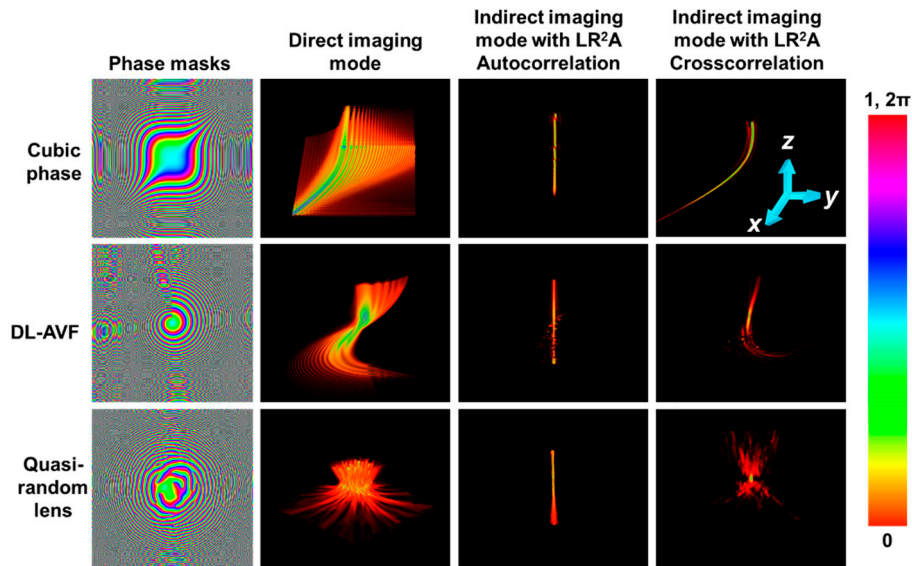 Phase masks
Direct imaging
mode
Indirect imaging
mode with LR²A
Autocorrelation
Indirect imaging
mode with LR²A
Crosscorrelation
1, 2π
Cubic
phase
z
y
x
DL-AVF
Quasi-
random
lens
0